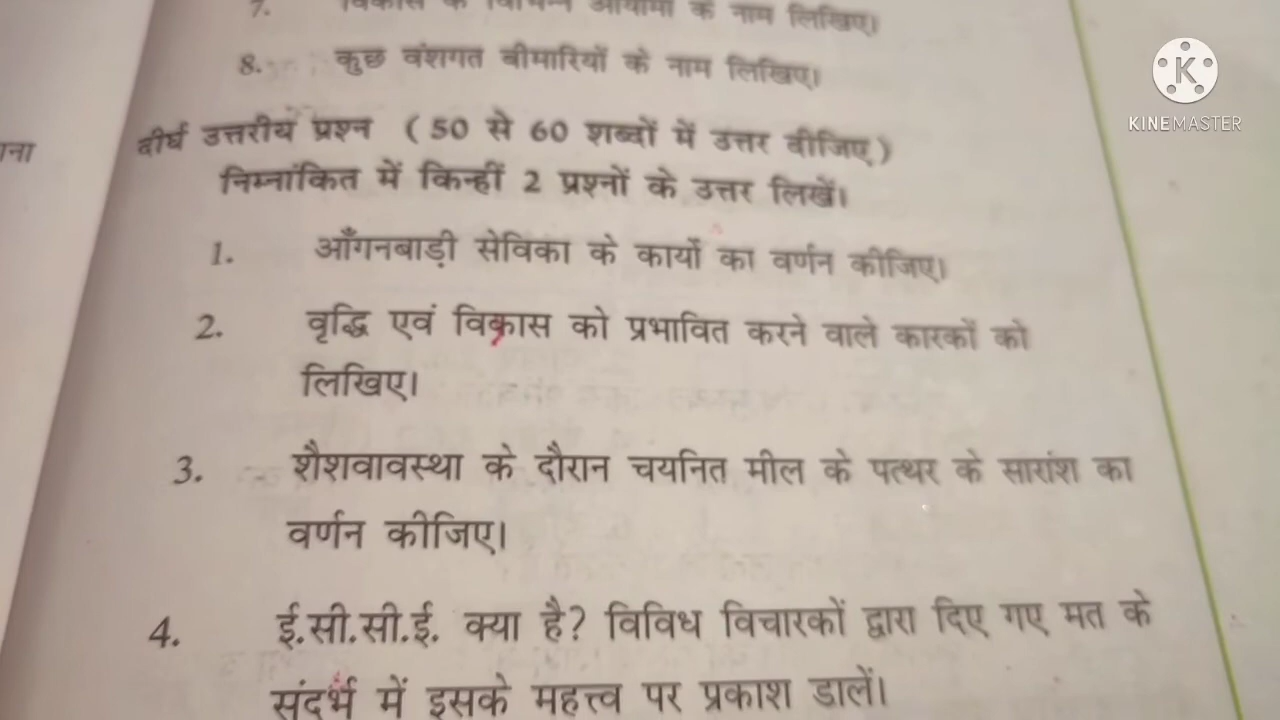 7. विकास के विभिन्न आयामों के नाम लिखिए।
8. कुछ वंशगत बीमारियों के नाम लिखिए।
दीर्घ उत्तरीय प्रश्न (50 से 60 शब्दों में उत्तर दीजिए)
निम्नांकित में किन्हीं 2 प्रश्नों के उत्तर लिखें।
1. आँगनबाड़ी सेविका के कार्यों का वर्णन कीजिए।
2. वृद्धि एवं विकास को प्रभावित करने वाले कारकों को
लिखिए।
3. शैशवावस्था के दौरान चयनित मील के पत्थर के सारांश का
वर्णन कीजिए।
4. ई.सी.सी.ई. क्या है? विविध विचारकों द्वारा दिए गए मत के
संदर्भ में इसके महत्त्व पर प्रकाश डालें।
K
KINEMASTER